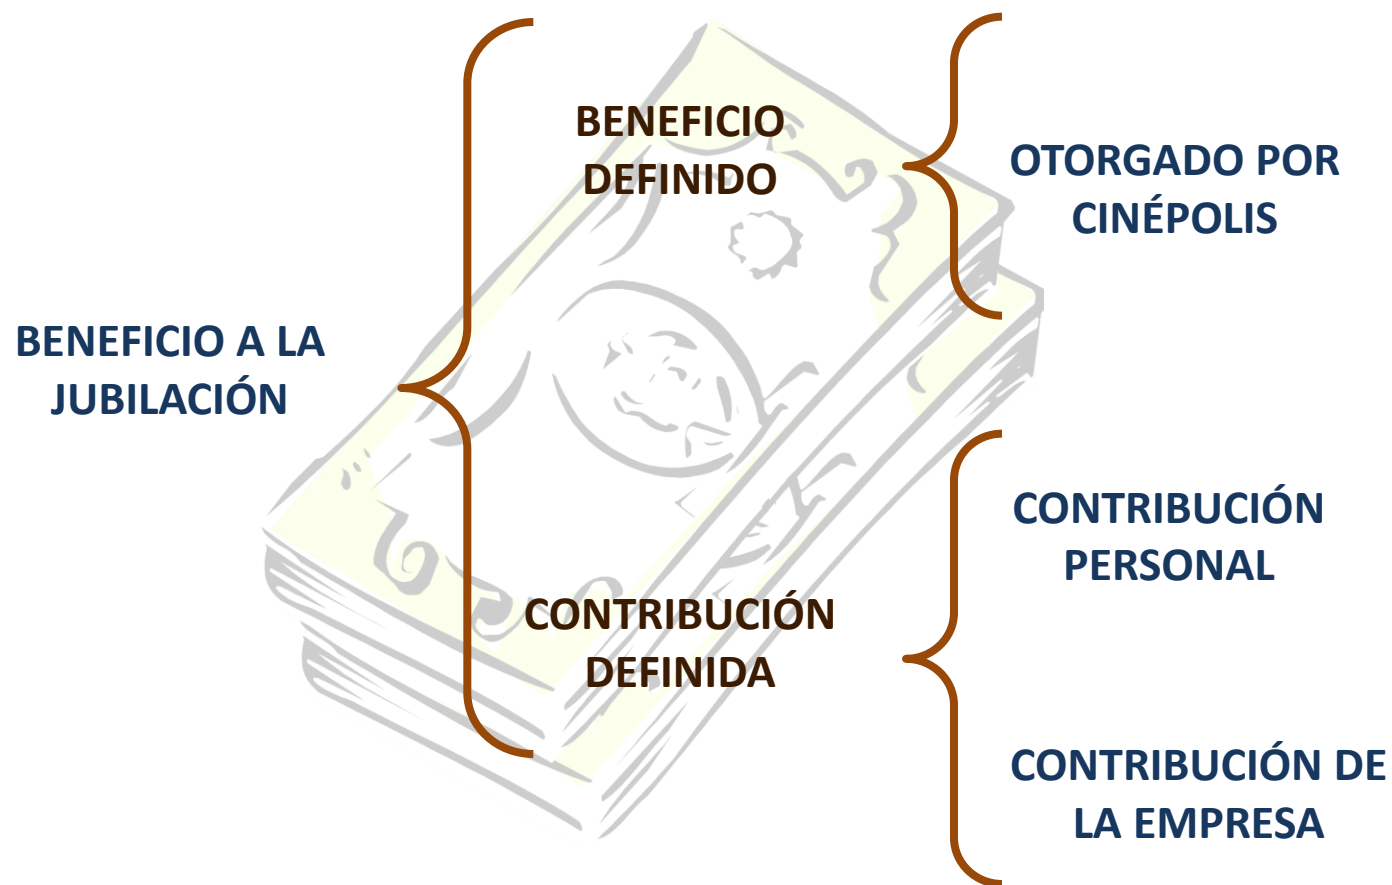 BENEFICIO A LA
JUBILACIÓN
BENEFICIO
DEFINIDO
OTORGADO POR
CINÉPOLIS
CONTRIBUCIÓN
DEFINIDA
CONTRIBUCIÓN
PERSONAL
CONTRIBUCIÓN DE
LA EMPRESA